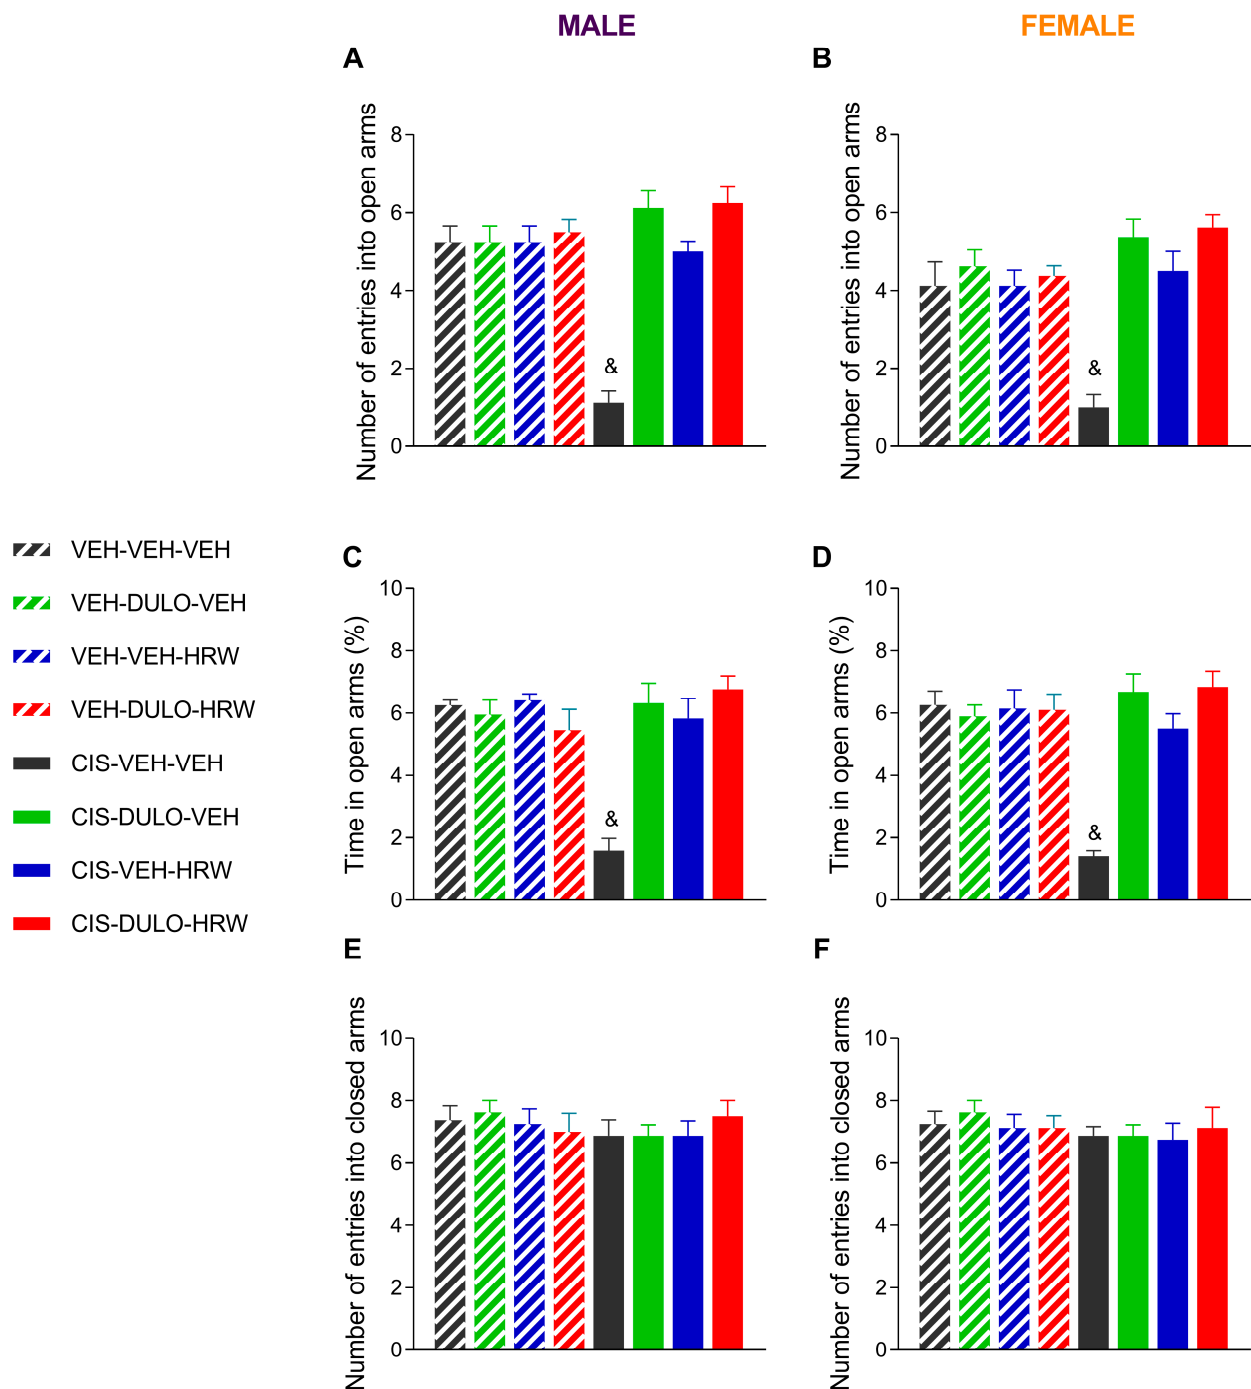 MALE
FEMALE
A
B
Number of entries into open arms
8
6
4
2
0
&
Number of entries into open arms
8
6
4
2
0
&
VEH-VEH-VEH
VEH-DULO-VEH
VEH-VEH-HRW
VEH-DULO-HRW
CIS-VEH-VEH
CIS-DULO-VEH
CIS-VEH-HRW
CIS-DULO-HRW
C
D
Time in open arms (%)
10
8
6
4
2
0
&
Time in open arms (%)
10
8
6
4
2
0
&
E
F
Number of entries into closed arms
10
8
6
4
2
0
Number of entries into closed arms
10
8
6
4
2
0